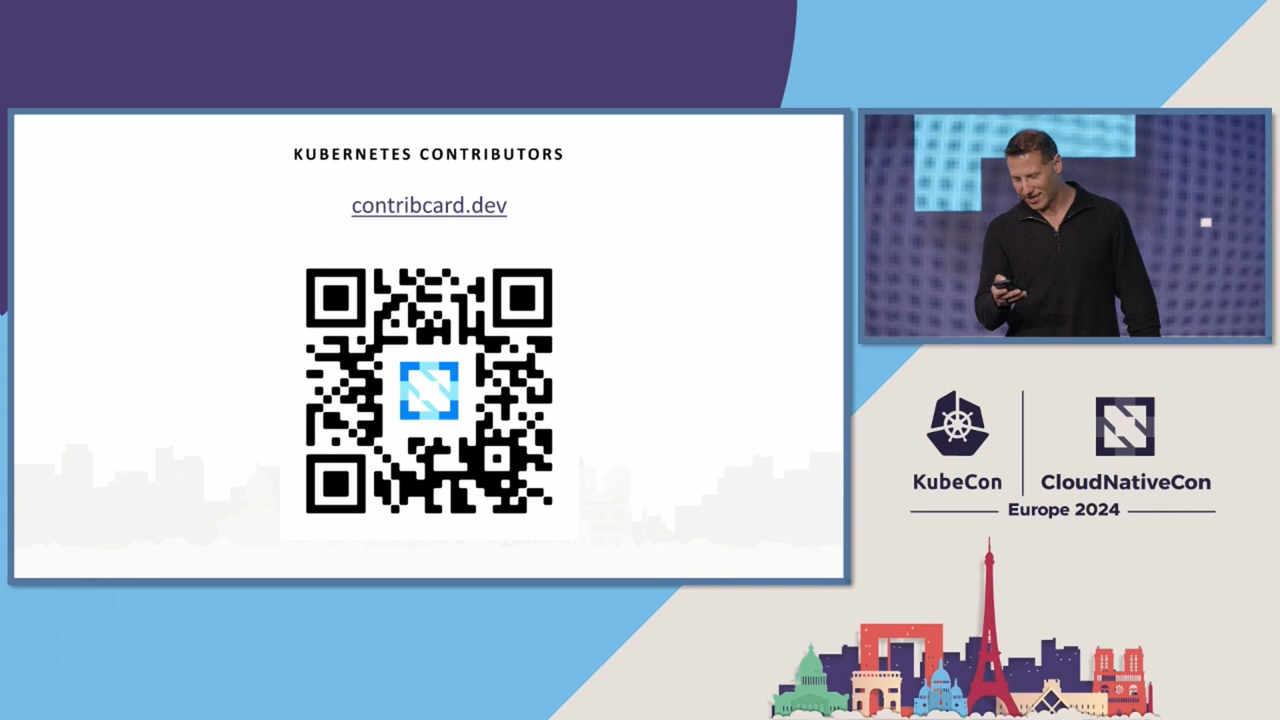 KUBERNETES CONTRIBUTORS
contribcard.dev
KubeCon
CloudNativeCon
Europe 2024